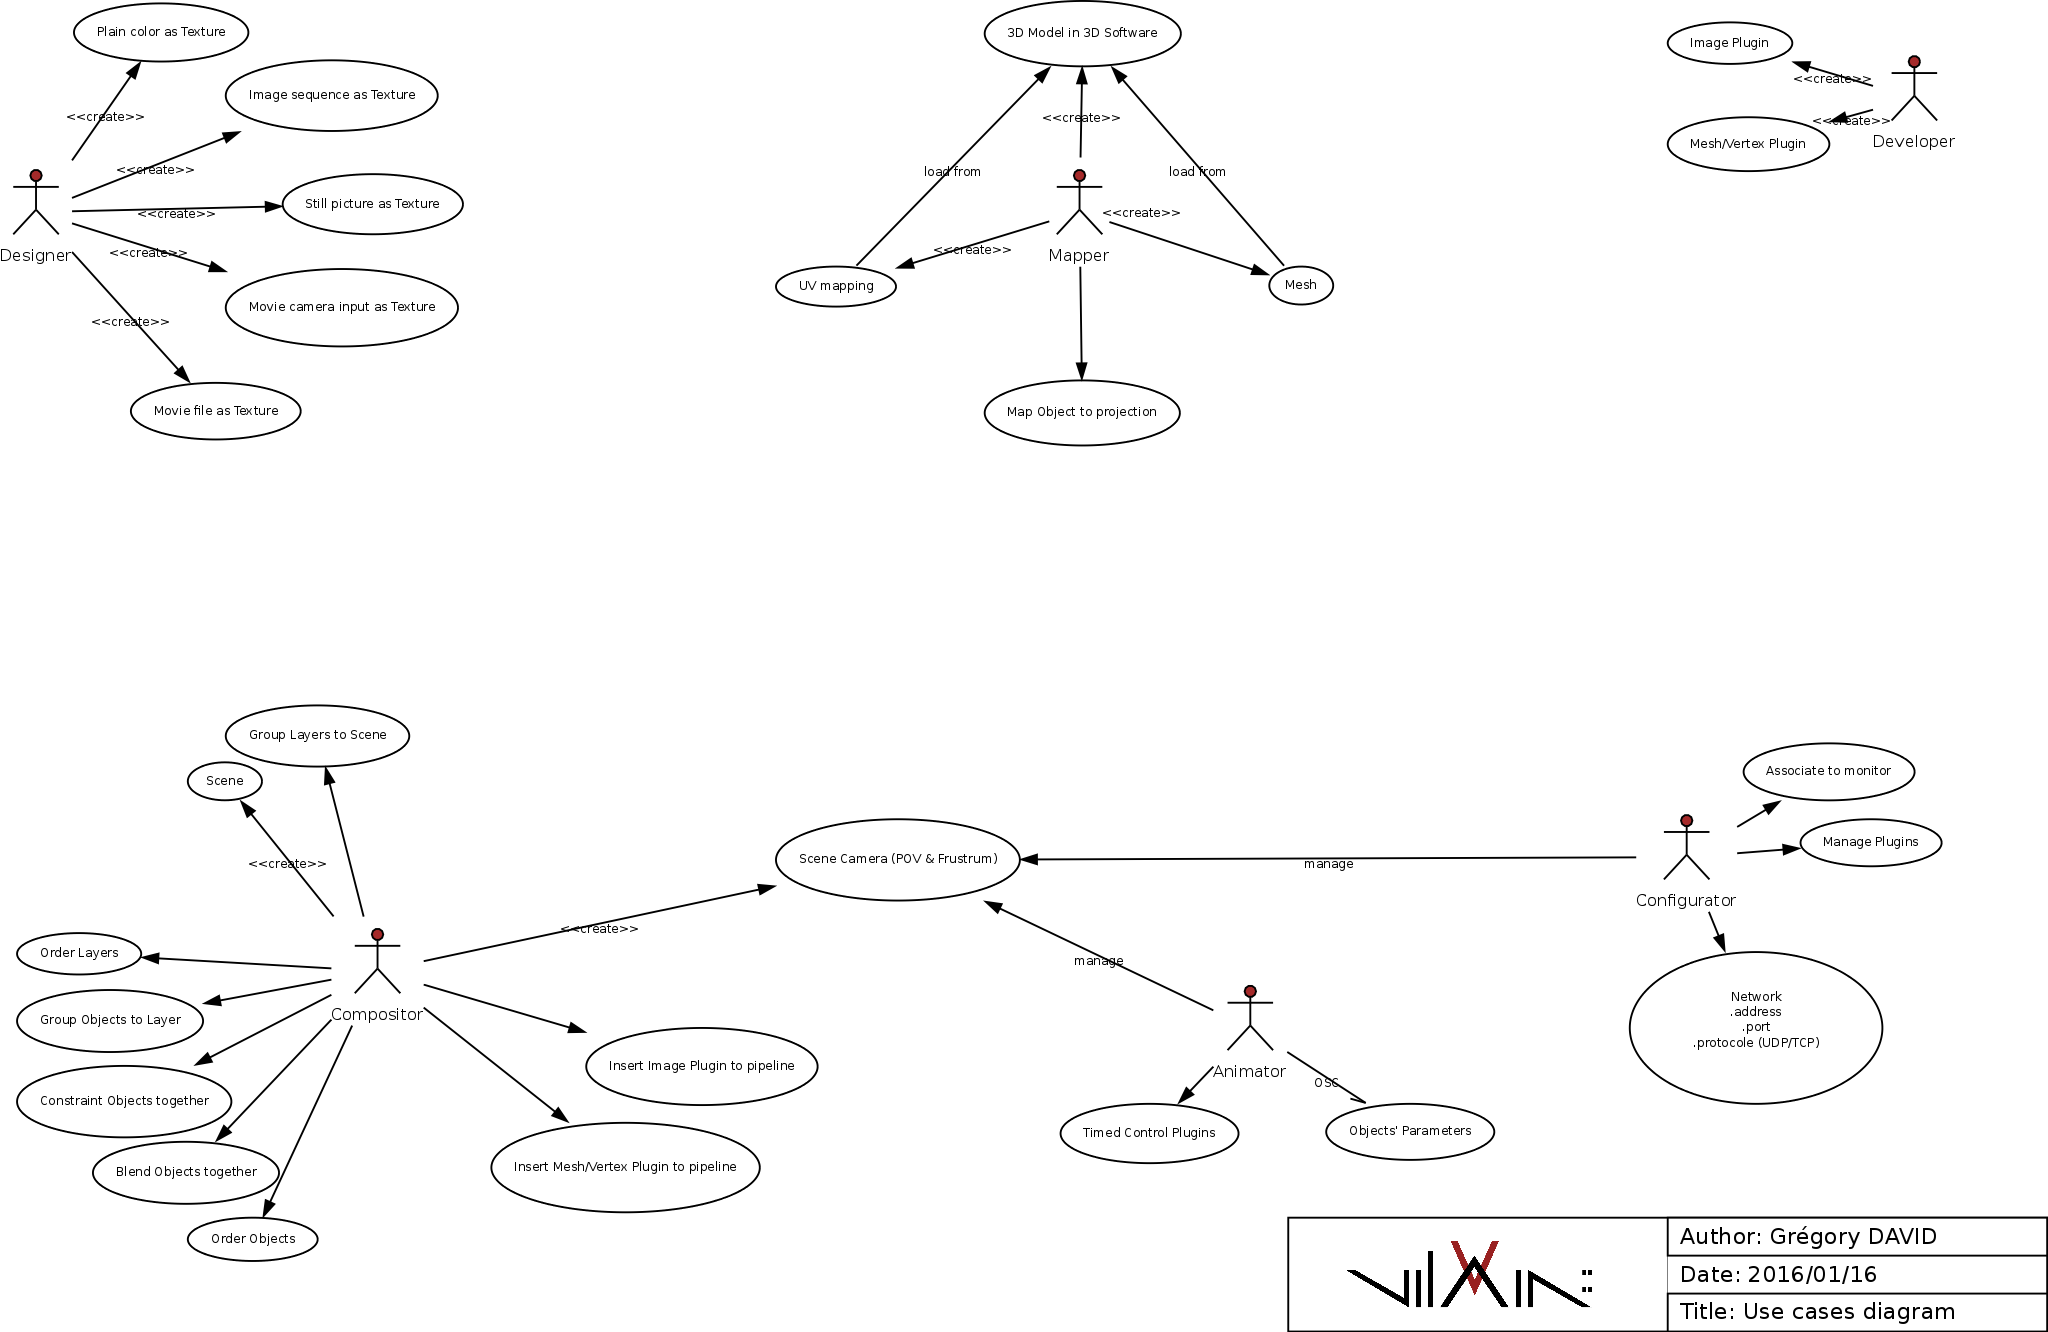 Plain color as Texture
Image sequence as Texture
Still picture as Texture
Movie camera input as Texture
Movie file as Texture
<<create>>
<<create>>
<<create>>
<<create>>
<<create>>
Designer
3D Model in 3D Software
<<create>>
load from
load from
<<create>>
<<create>>
Mapper
UV mapping
Mesh
Map Object to projection
Image Plugin
<<create>>
<<create>>
Mesh/Vertex Plugin
Developer
Group Layers to Scene
Scene
<<create>>
Order Layers
Group Objects to Layer
Constraint Objects together
Blend Objects together
Order Objects
Compositor
<<create>>
Insert Image Plugin to pipeline
Insert Mesh/Vertex Plugin to pipeline
Scene Camera (POV & Frustrum)
manage
manage
Animator
OSC
Timed Control Plugins
Objects' Parameters
Associate to monitor
Manage Plugins
Configurator
Network
.address
.port
.protocole (UDP/TCP)
Author: Grégory DAVID
Date: 2016/01/16
Title: Use cases diagram